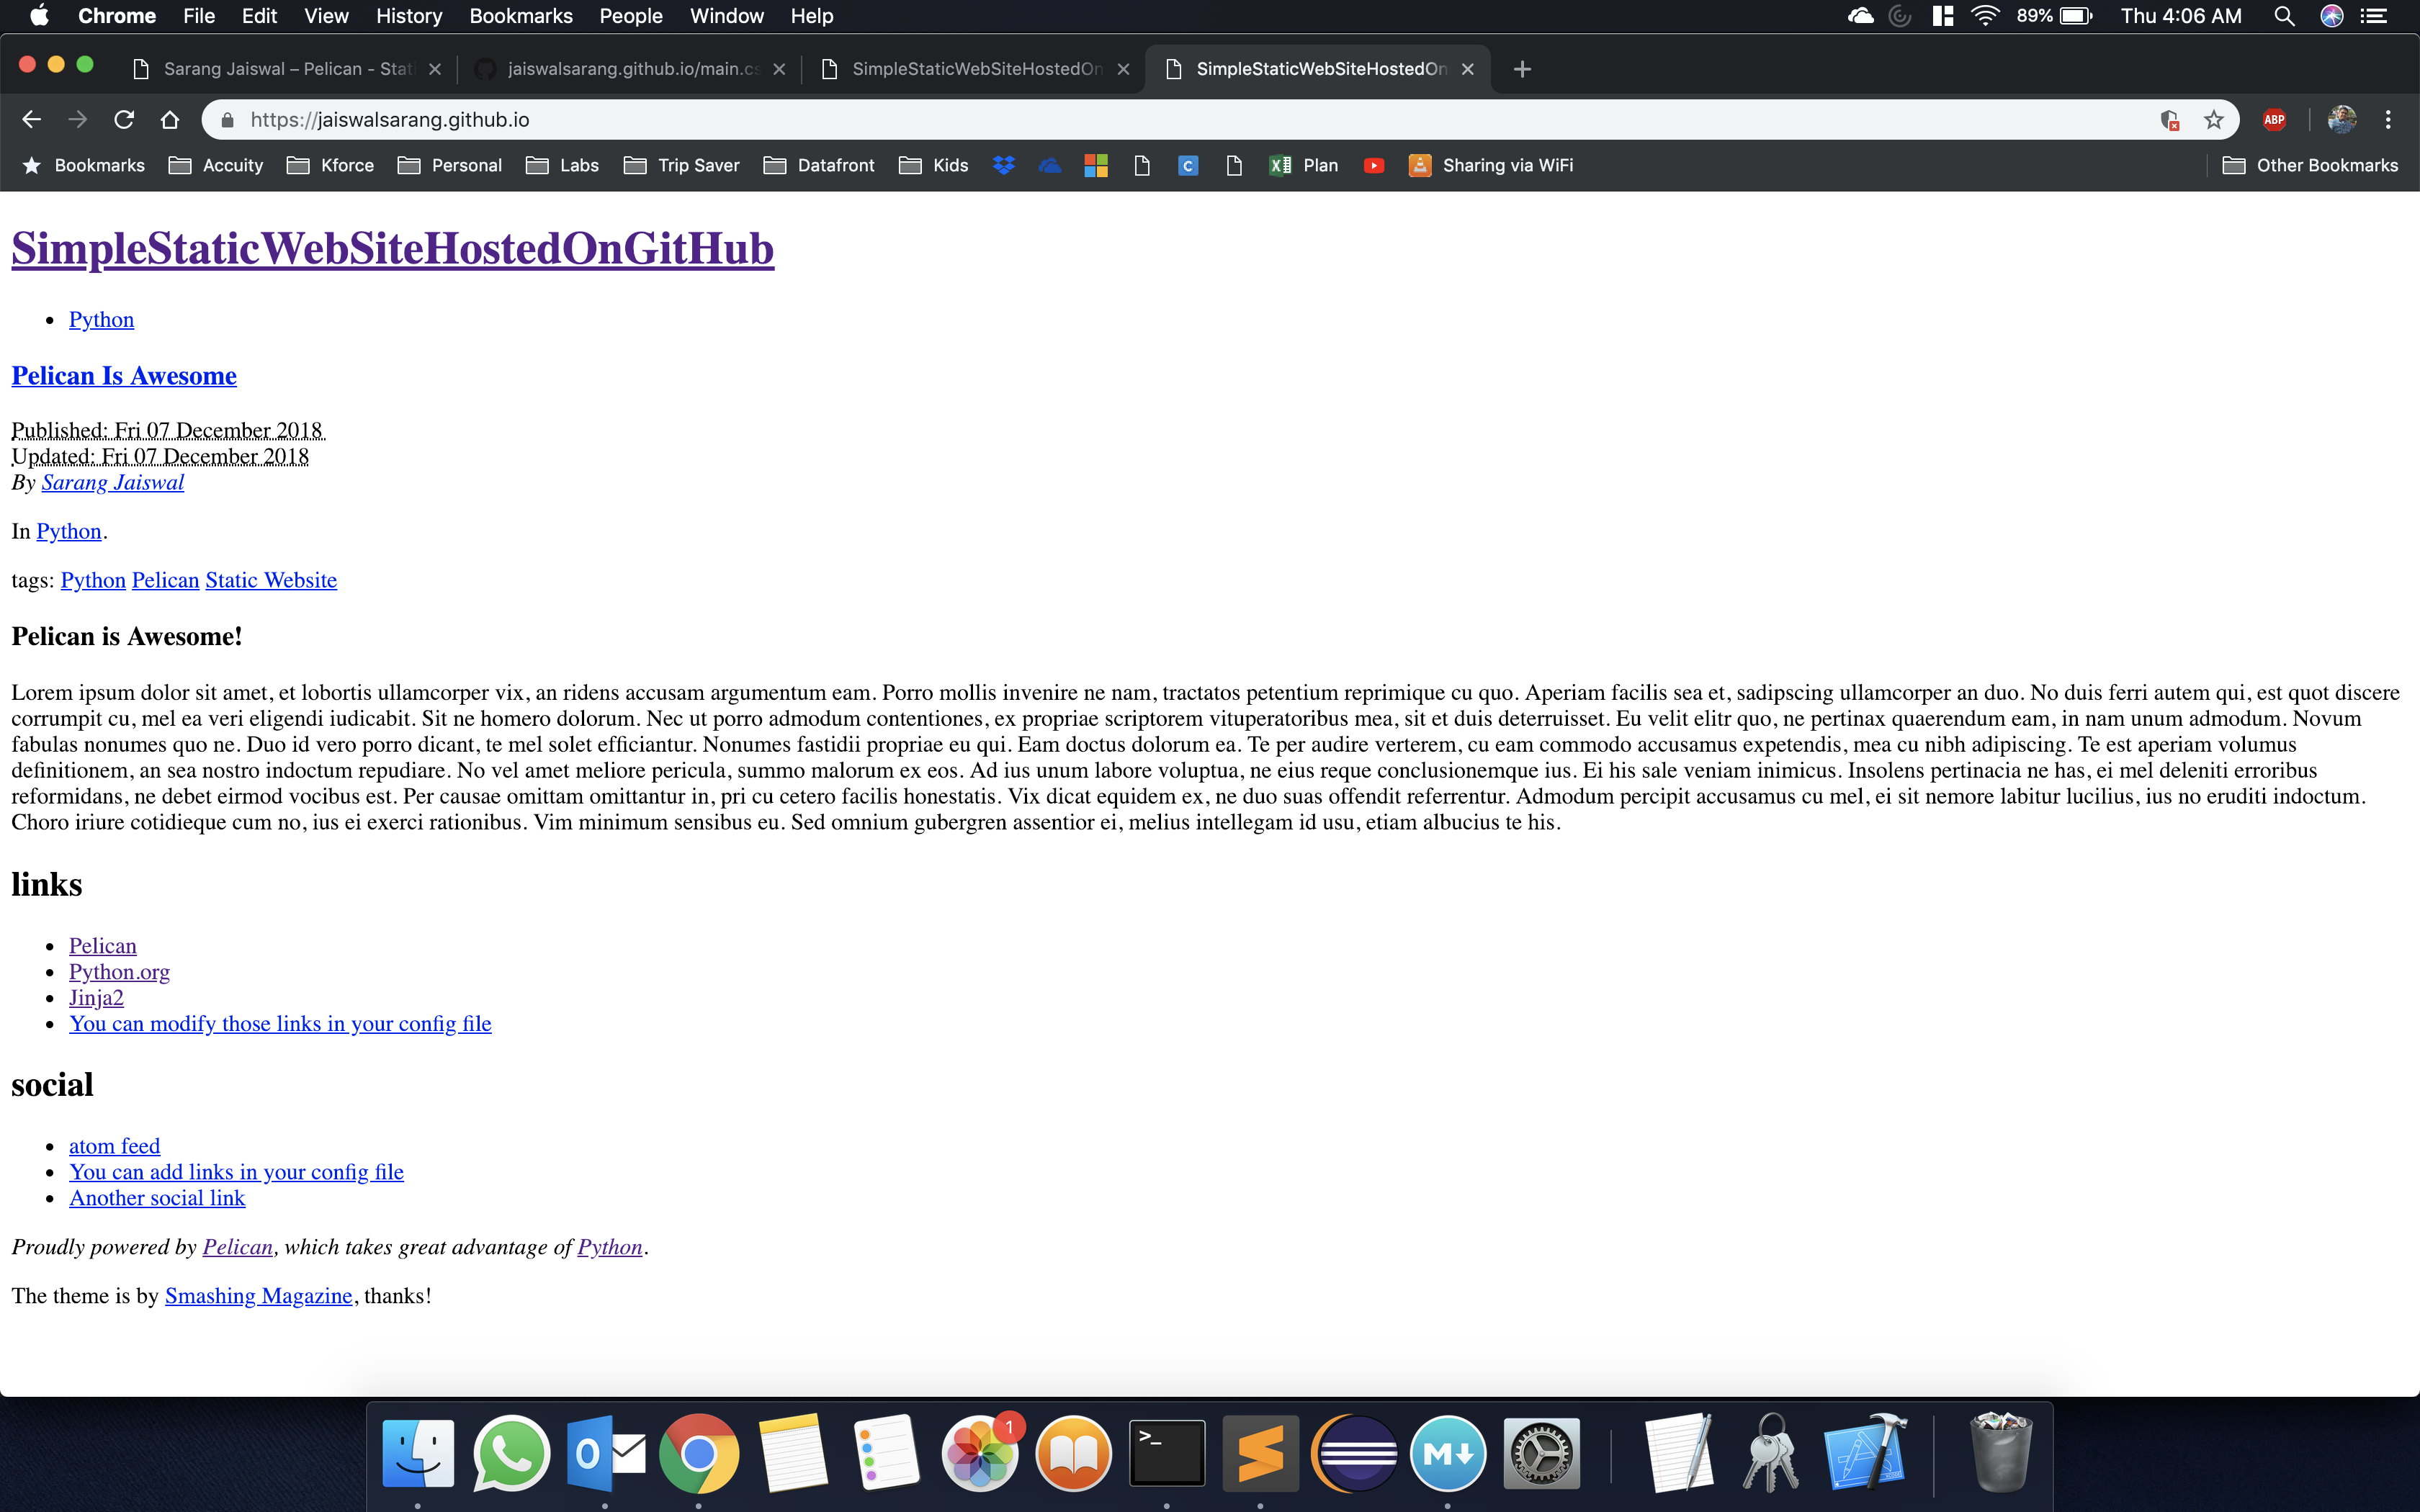 Chrome File Edit View History Bookmarks People Window Help 89% Thu 4:06 AM
Sarang Jaiswal – Pelican - Stati jaiswalsarang.github.io/main.cs SimpleStaticWebSiteHostedOn SimpleStaticWebSiteHostedOn
https://jaiswalsarang.github.io ABP
Bookmarks Accuity Kforce Personal Labs Trip Saver Datafront Kids C Plan Sharing via WiFi Other Bookmarks
SimpleStaticWebSiteHostedOnGitHub
• Python
Pelican Is Awesome
Published: Fri 07 December 2018
Updated: Fri 07 December 2018
By Sarang Jaiswal
In Python.
tags: Python Pelican Static Website
Pelican is Awesome!
Lorem ipsum dolor sit amet, et lobortis ullamcorper vix, an ridens accusam argumentum eam. Porro mollis invenire ne nam, tractatos petentium reprimique cu quo. Aperiam facilis sea et, sadipscing ullamcorper an duo. No duis ferri autem qui, est quot discere
corrumpit cu, mel ea veri eligendi iudicabit. Sit ne homero dolorum. Nec ut porro admodum contentiones, ex propriae scriptorem vituperatoribus mea, sit et duis deterruisset. Eu velit elitr quo, ne pertinax quaerendum eam, in nam unum admodum. Novum
fabulas nonumes quo ne. Duo id vero porro dicant, te mel solet efficiantur. Nonumes fastidii propriae eu qui. Eam doctus dolorum ea. Te per audire verterem, cu eam commodo accusamus expetendis, mea cu nibh adipiscing. Te est aperiam volumus
definitionem, an sea nostro indoctum repudiare. No vel amet meliore pericula, summo malorum ex eos. Ad ius unum labore voluptua, ne eius reque conclusionemque ius. Ei his sale veniam inimicus. Insolens pertinacia ne has, ei mel deleniti erroribus
reformidans, ne debet eirmod vocibus est. Per causae omittam omittantur in, pri cu cetero facilis honestatis. Vix dicat equidem ex, ne duo suas offendit referrentur. Admodum percipit accusamus cu mel, ei sit nemore labitur lucilius, ius no eruditi indoctum.
Choro iriure cotidieque cum no, ius ei exerci rationibus. Vim minimum sensibus eu. Sed omnium gubergren assentior ei, melius intellegam id usu, etiam albucius te his.
links
• Pelican
• Python.org
• Jinja2
• You can modify those links in your config file
social
• atom feed
• You can add links in your config file
• Another social link
Proudly powered by Pelican, which takes great advantage of Python.
The theme is by Smashing Magazine, thanks!
1